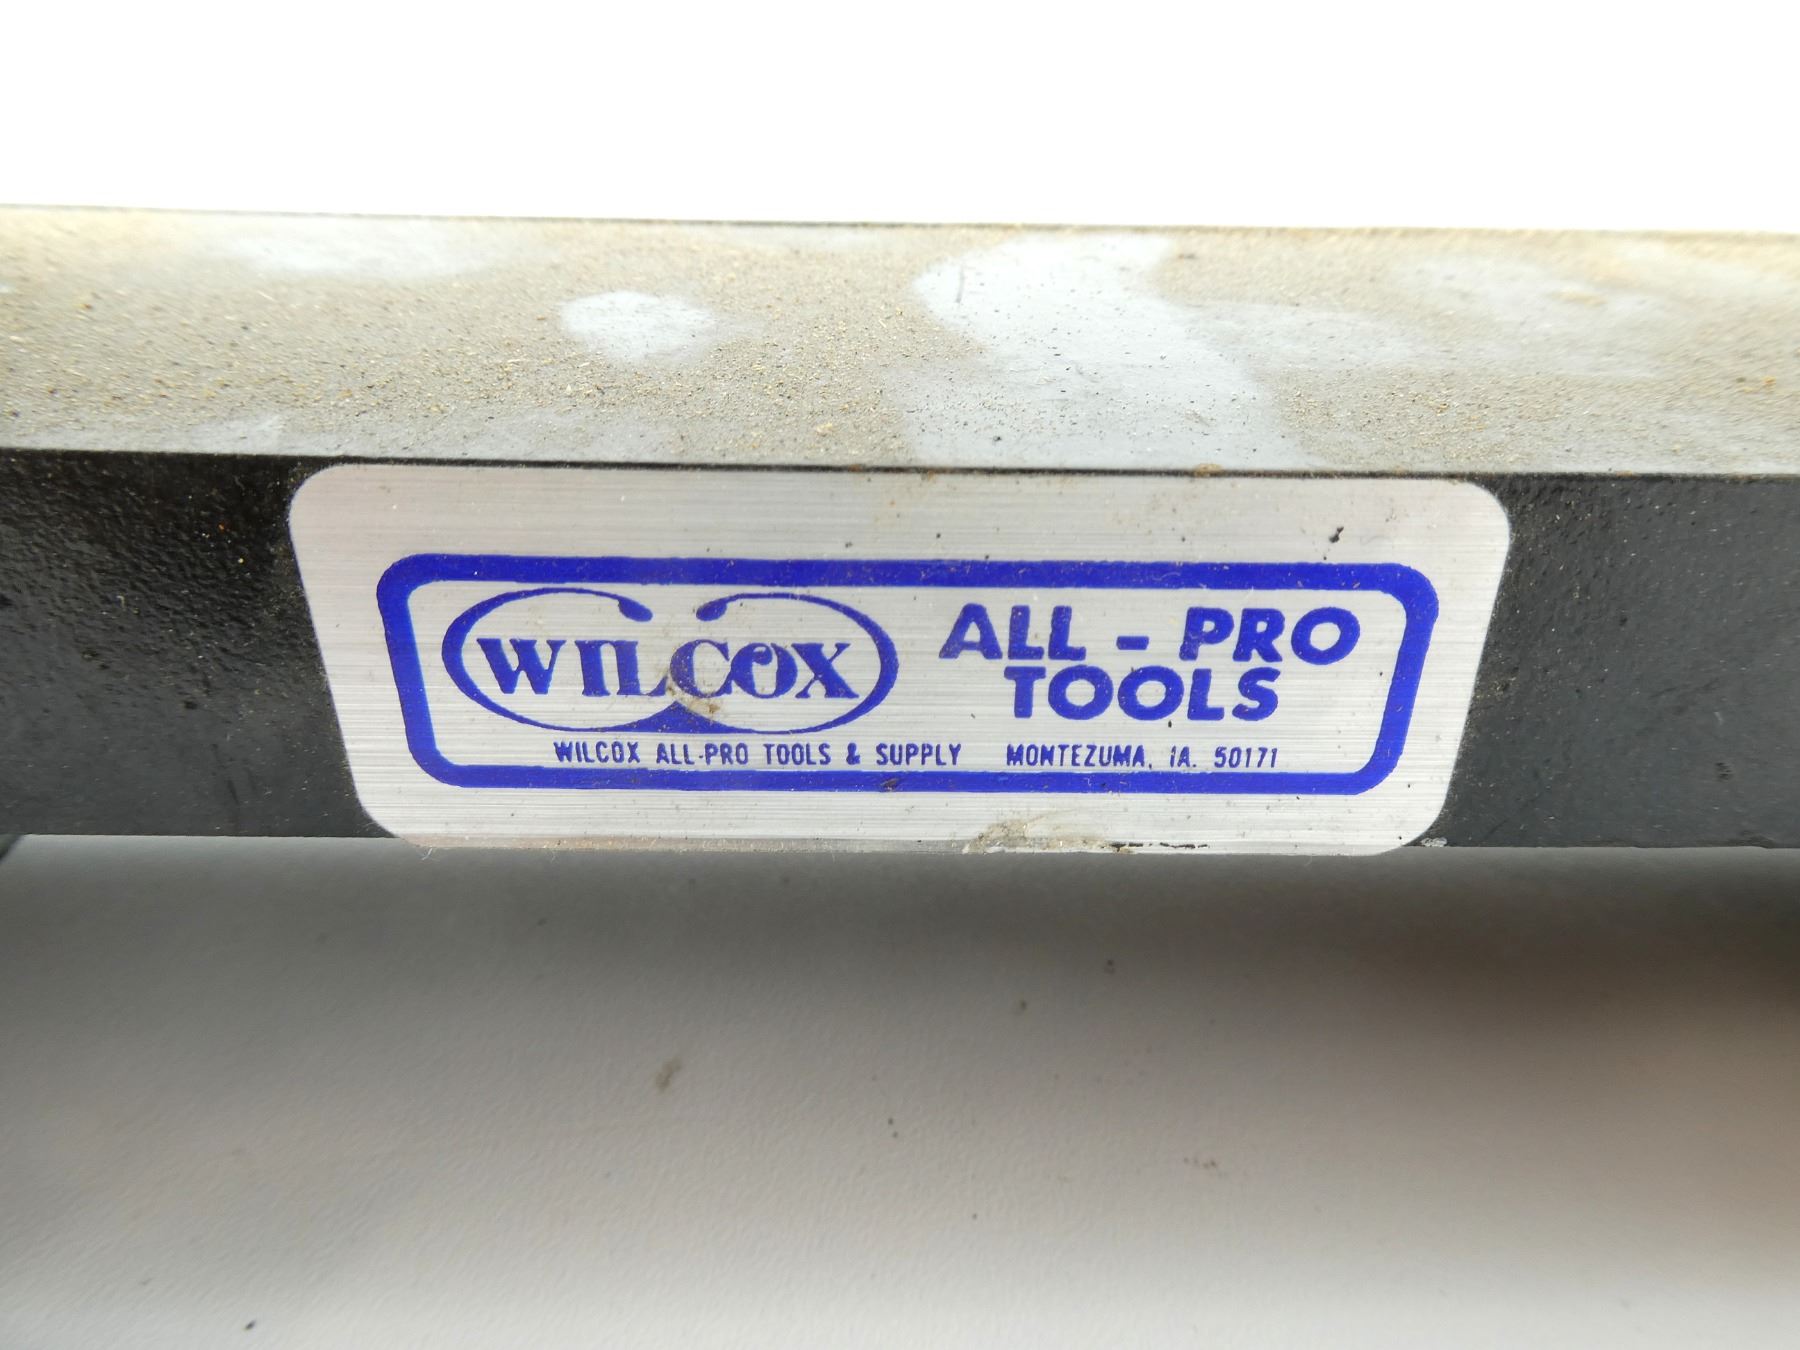 WILCOX
ALL - PRO
TOOLS
WILCOX ALL-PRO TOOLS & SUPPLY MONTEZUMA, IA. 50171